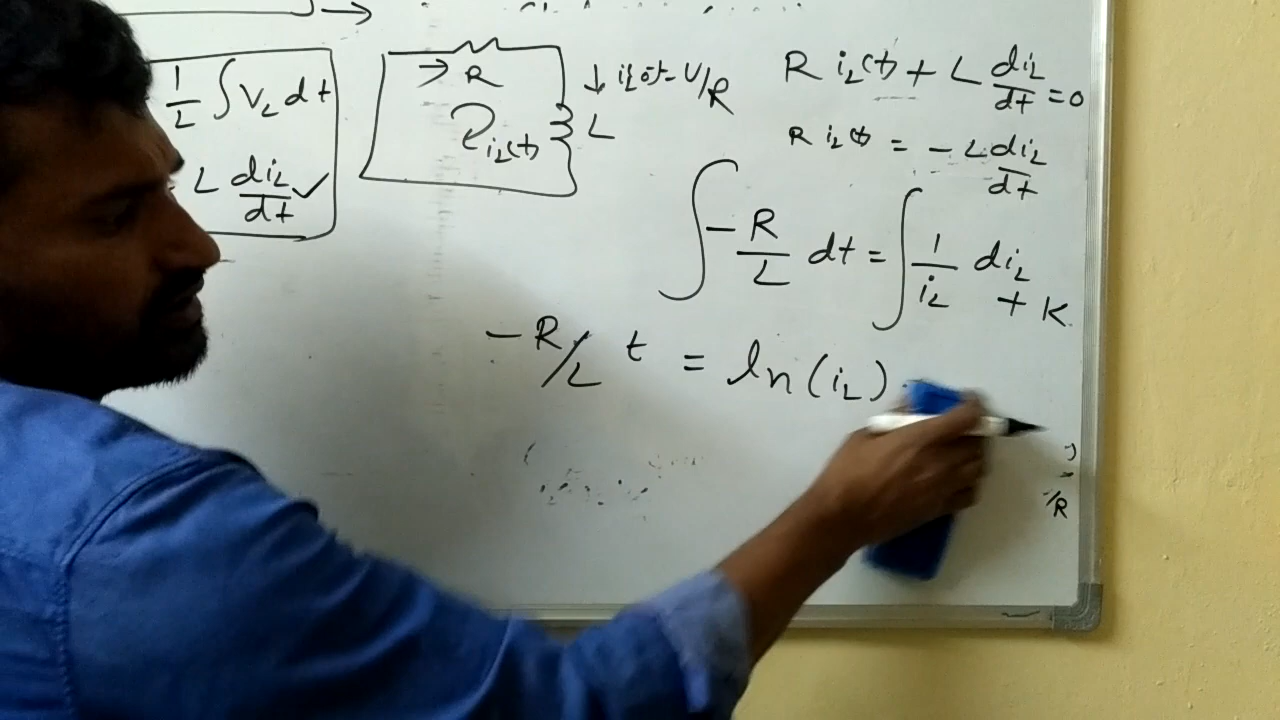 1/L ∫ V_L dt
L di_L/dt ✓
R
i_L(t)
L
↓ i_L(0⁻) = V/R
R i_L(t) + L di_L/dt = 0
R i_L(t) = - L di_L/dt
∫ - R/L dt = ∫ 1/i_L di_L + K
- R/L t = ln(i_L)
/R